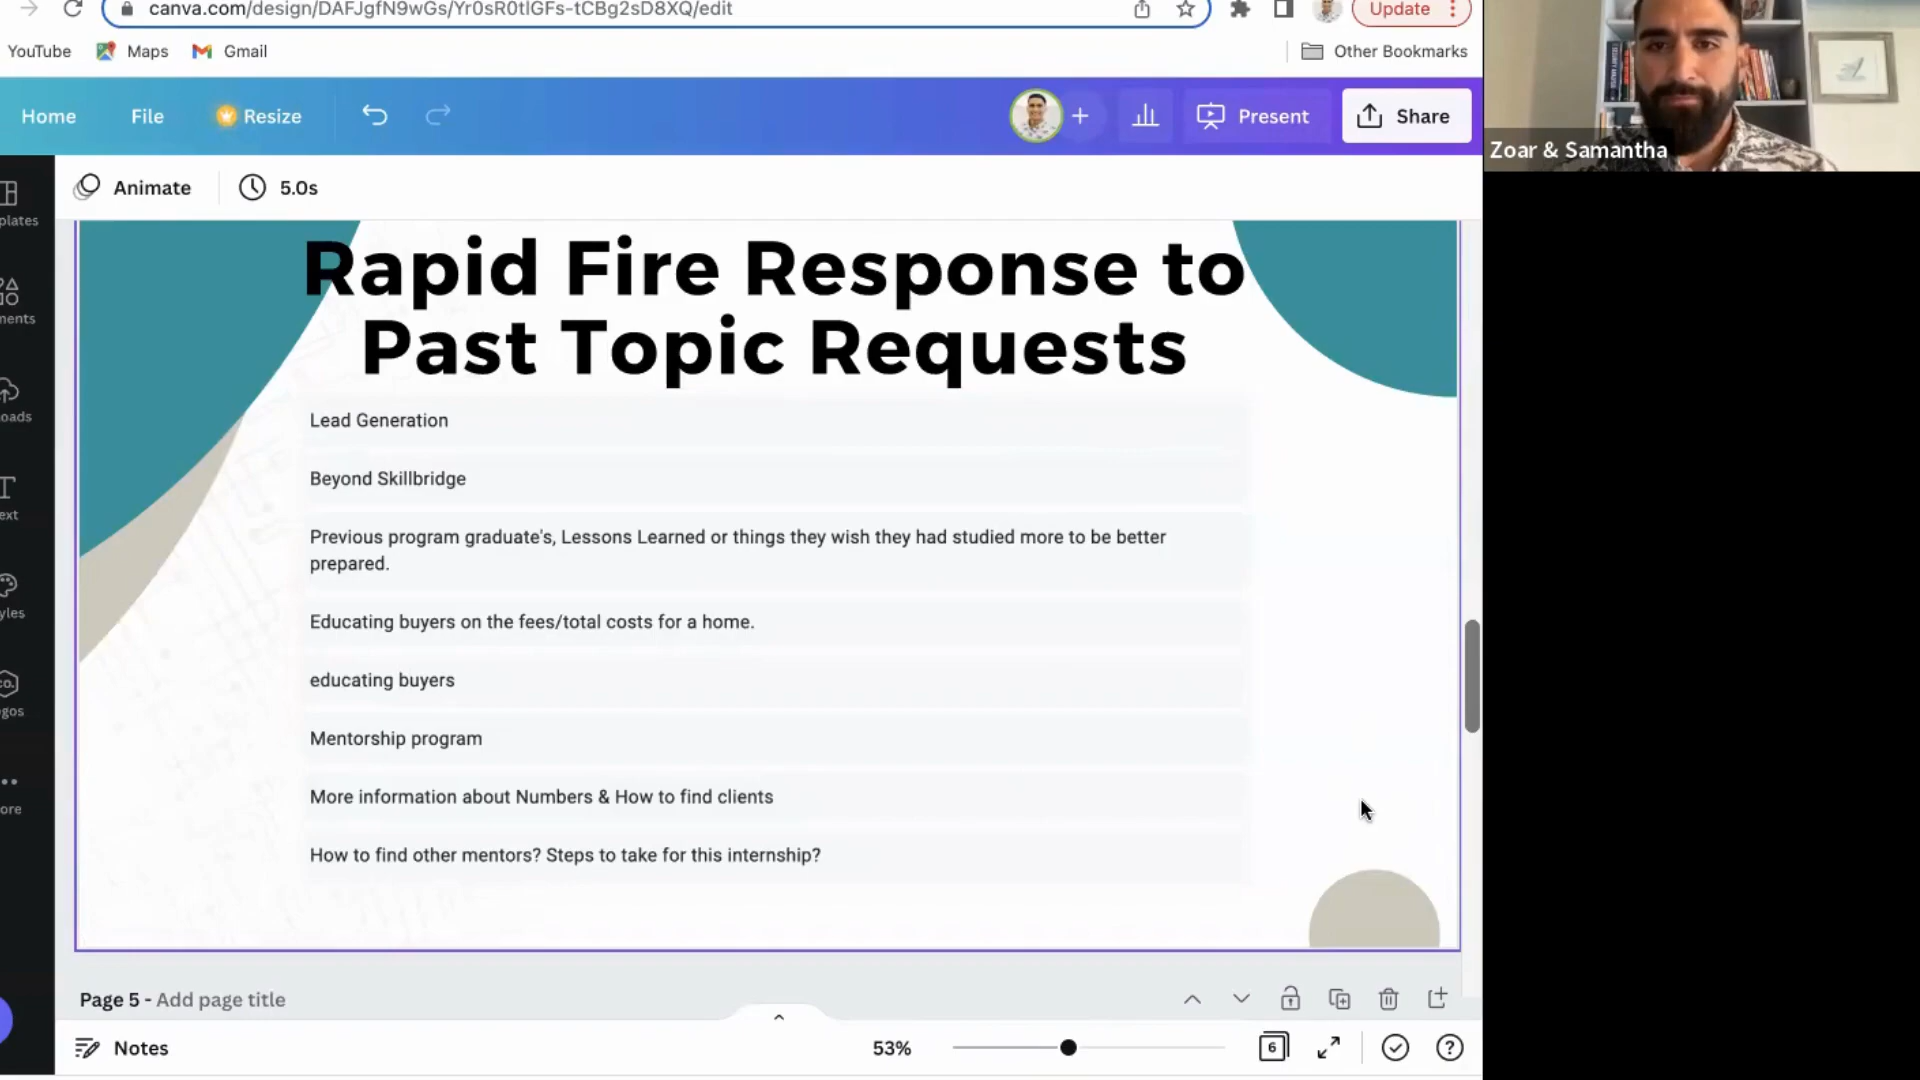 canva.com/design/DAFJgfN9wGs/Yr0sR0tlGFs-tCBg2sD8XQ/edit
Update
YouTube
Maps
Gmail
Other Bookmarks
Home
File
Resize
Present
Share
Zoar & Samantha
Animate
5.0s
plates
ments
oads
ext
yles
co.
gos
ore
Rapid Fire Response to
Past Topic Requests
Lead Generation
Beyond Skillbridge
Previous program graduate's, Lessons Learned or things they wish they had studied more to be better
prepared.
Educating buyers on the fees/total costs for a home.
educating buyers
Mentorship program
More information about Numbers & How to find clients
How to find other mentors? Steps to take for this internship?
Page 5 - Add page title
Notes
53%
6